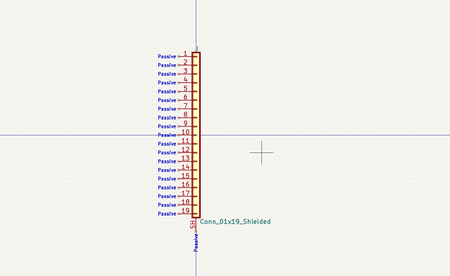 J
Passive 1
Passive 2
Passive 3
Passive 4
Passive 5
Passive 6
Passive 7
Passive 8
Passive 9
Passive 10
Passive 11
Passive 12
Passive 13
Passive 14
Passive 15
Passive 16
Passive 17
Passive 18
Passive 19
SH Conn_01x19_Shielded
Passive